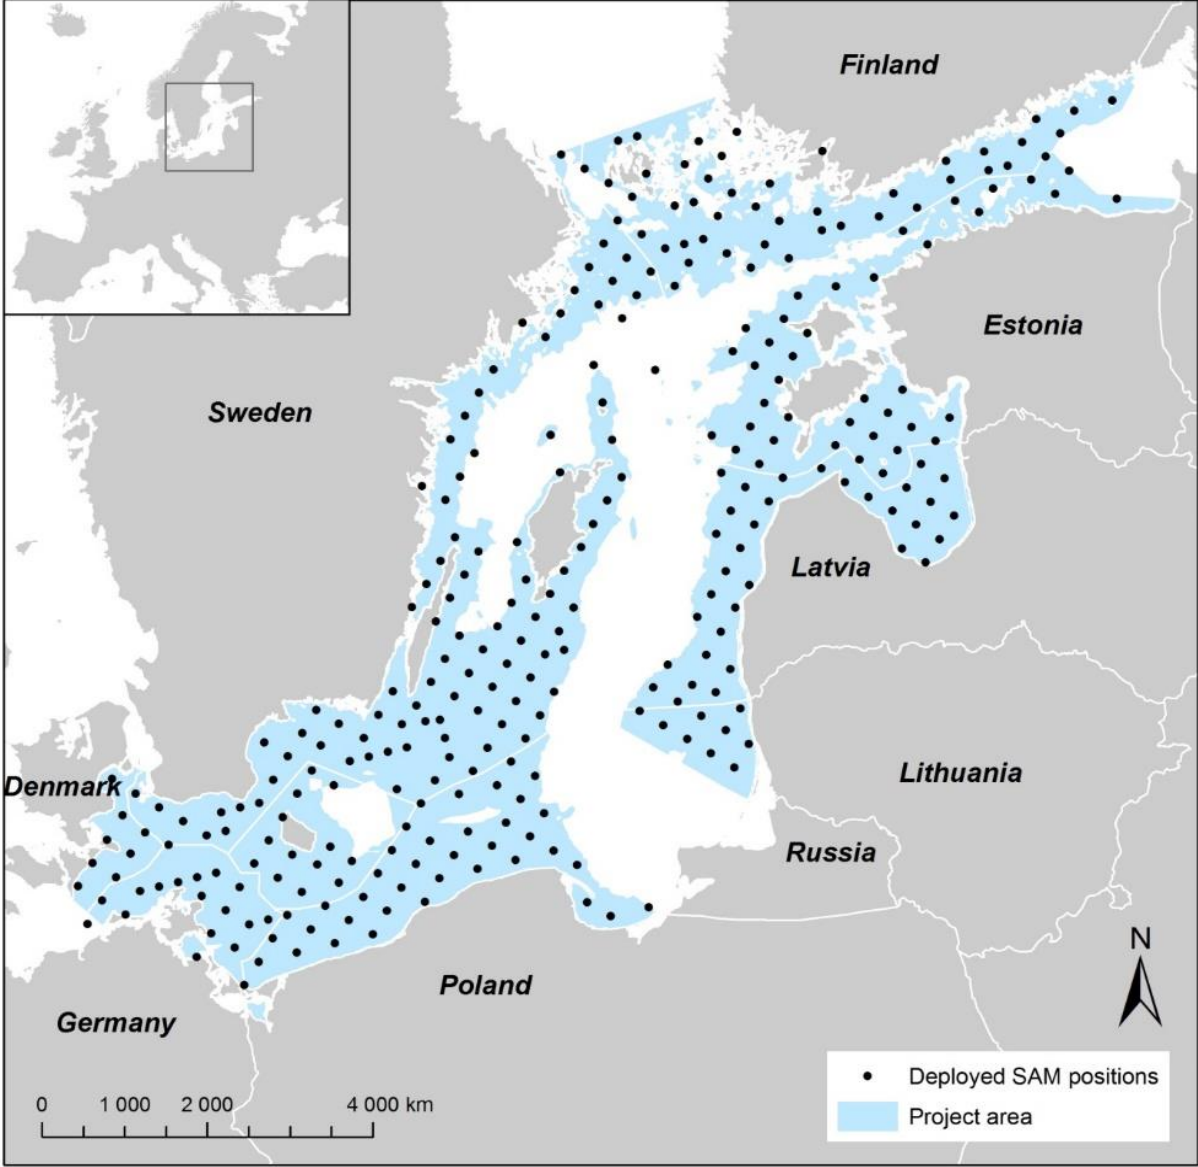 Finland
Estonia
Sweden
Latvia
Denmark
Lithuania
Russia
Poland
Germany
N
0 1 000 2 000 4 000 km
Deployed SAM positions
Project area